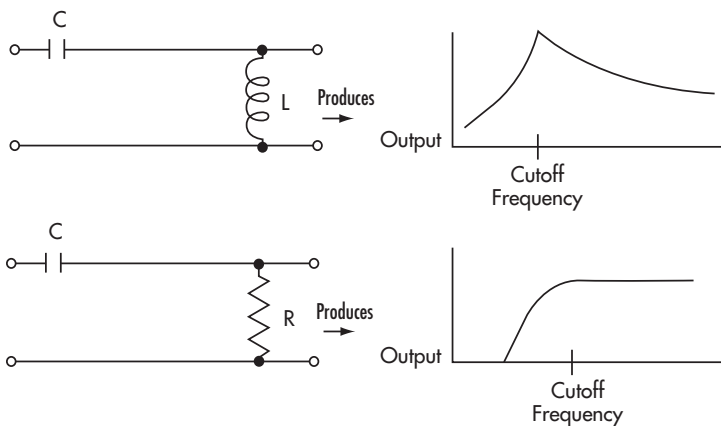 C
L
Produces
Output
Cutoff
Frequency
C
R
Produces
Output
Cutoff
Frequency